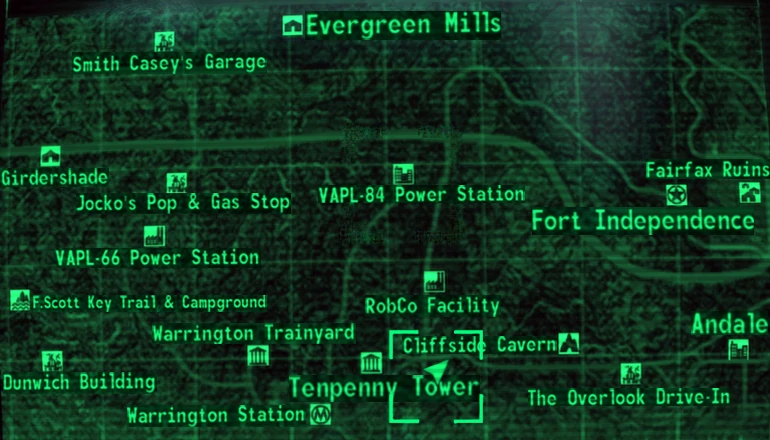 Evergreen Mills
Smith Casey's Garage
Girdershade
Fairfax Ruins
Jocko's Pop & Gas Stop
VAPL-84 Power Station
Fort Independence
VAPL-66 Power Station
F.Scott Key Trail & Campground
RobCo Facility
Andale
Warrington Trainyard
Cliffside Cavern
Dunwich Building
Tenpenny Tower
The Overlook Drive-In
Warrington Station
M